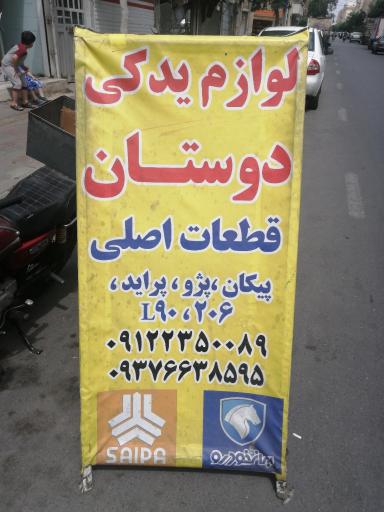 لوازم یدکی
دوستان
قطعات اصلی
پیکان ،پژو ، پراید،
L۹۰ ، ۲۰۶
۰۹۱۲۲۳۵۰۰۸۹
۰۹۳۷۶۶۳۸۵۹۵
SAIPA
ایران‌خودرو